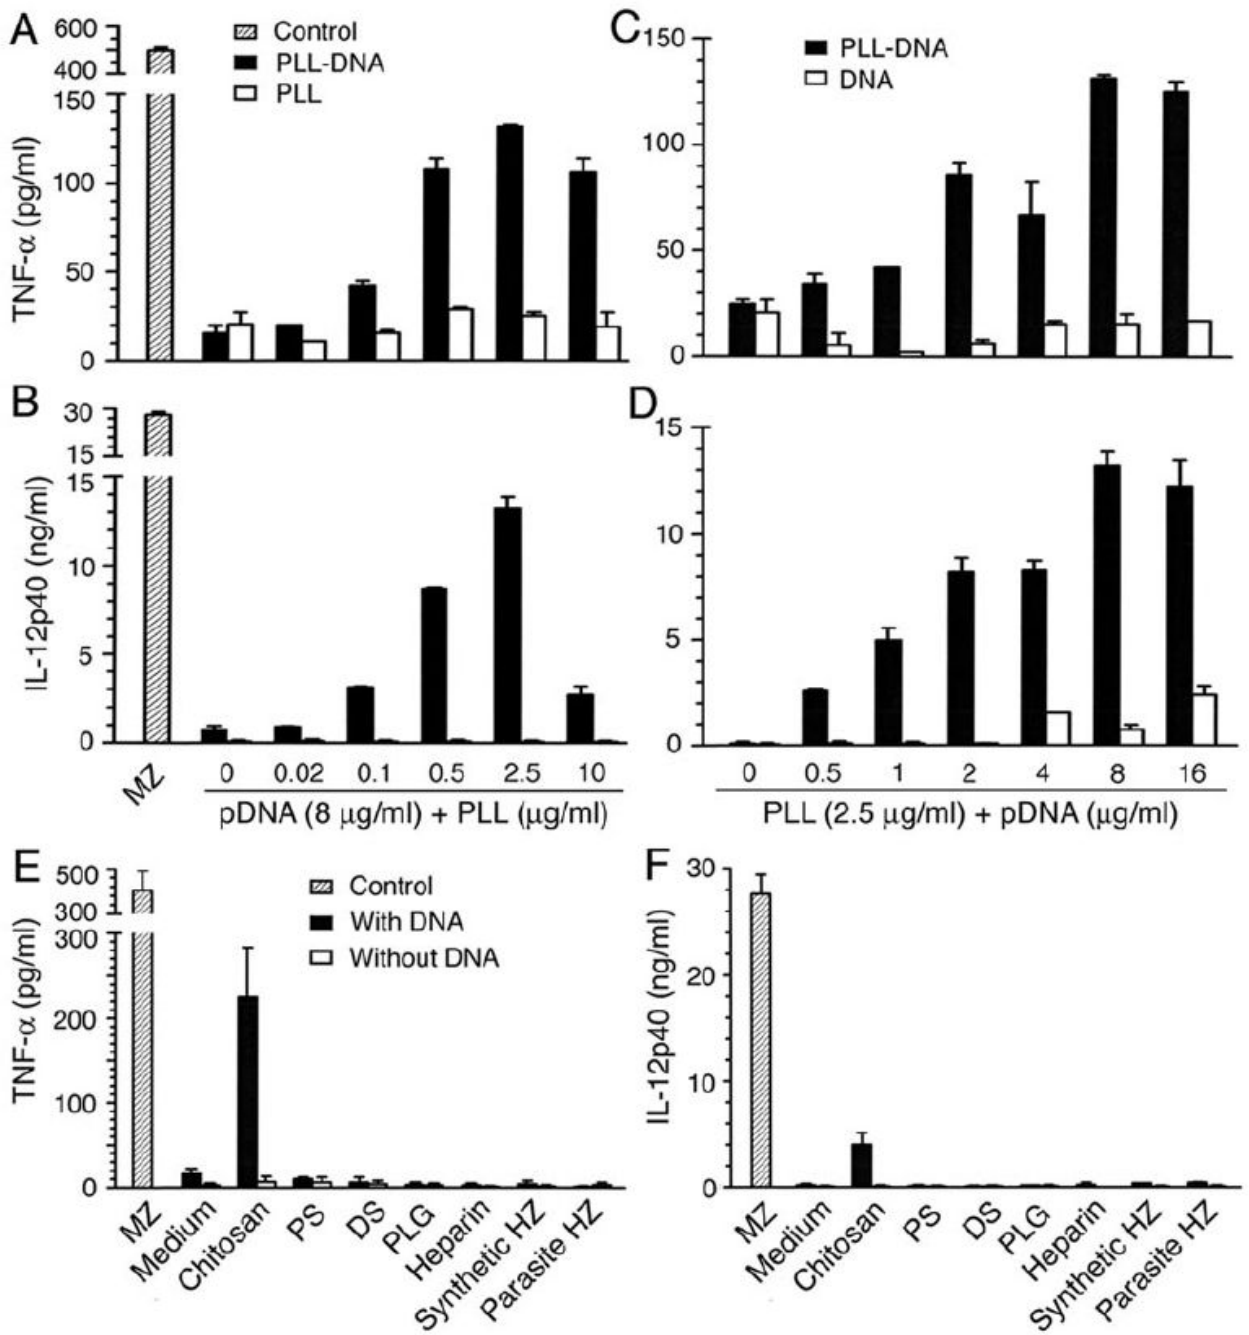 A
600
400
150
100
50
0
TNF-α (pg/ml)
Control
PLL-DNA
PLL
C
150
100
50
0
PLL-DNA
DNA
B
30
15
15
10
5
0
IL-12p40 (ng/ml)
MZ
0 0.02 0.1 0.5 2.5 10
pDNA (8 μg/ml) + PLL (μg/ml)
D
15
10
5
0
0 0.5 1 2 4 8 16
PLL (2.5 μg/ml) + pDNA (μg/ml)
E
500
300
300
200
100
0
TNF-α (pg/ml)
Control
With DNA
Without DNA
MZ
Medium
Chitosan
PS
DS
PLG
Heparin
Synthetic HZ
Parasite HZ
F
30
20
10
0
IL-12p40 (ng/ml)
MZ
Medium
Chitosan
PS
DS
PLG
Heparin
Synthetic HZ
Parasite HZ